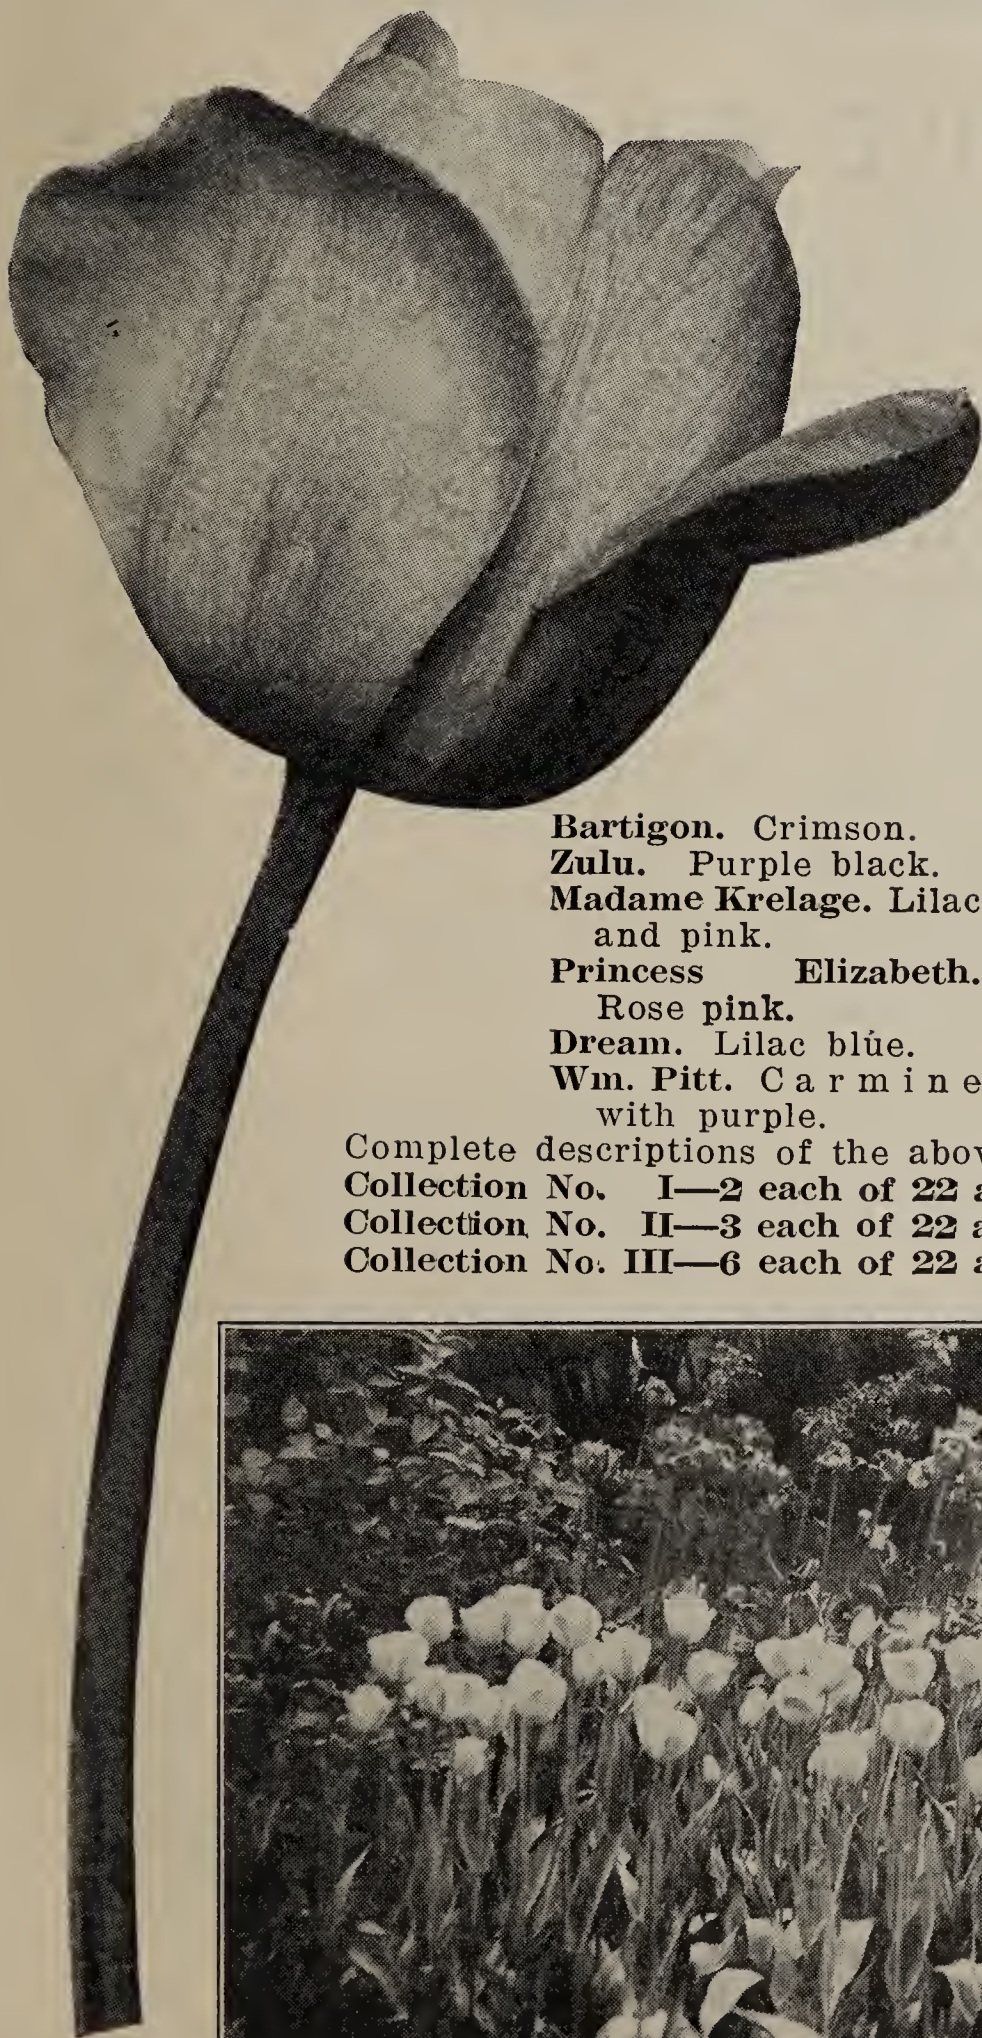 Bartigon. Crimson.
Zulu. Purple black.
Madame Krelage. Lilac
and pink.
Princess Elizabeth.
Rose pink.
Dream. Lilac blue.
Wm. Pitt. Carmine
with purple.
Complete descriptions of the
Collection No. I—2 each of 22
Collection No. II—3 each of 22
Collection No. III—6 each of 22